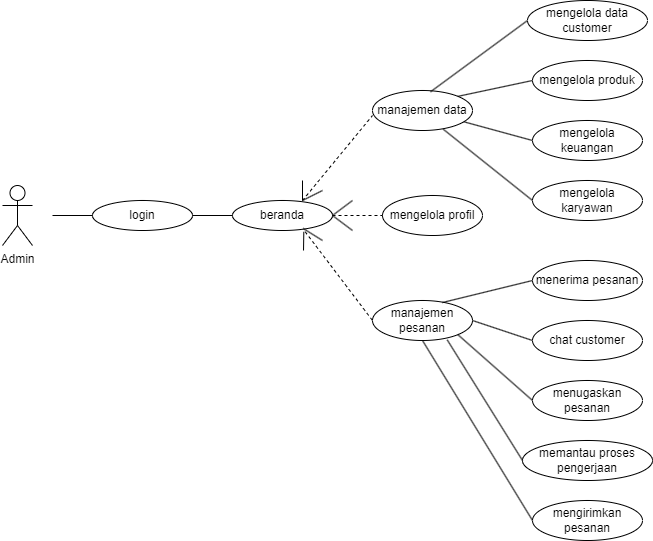 mengelola data
customer
manajemen data
mengelola produk
mengelola
keuangan
mengelola
karyawan
Admin
login
beranda
mengelola profil
manajemen
pesanan
menerima pesanan
chat customer
menugaskan
pesanan
memantau proses
pengerjaan
mengirimkan
pesanan